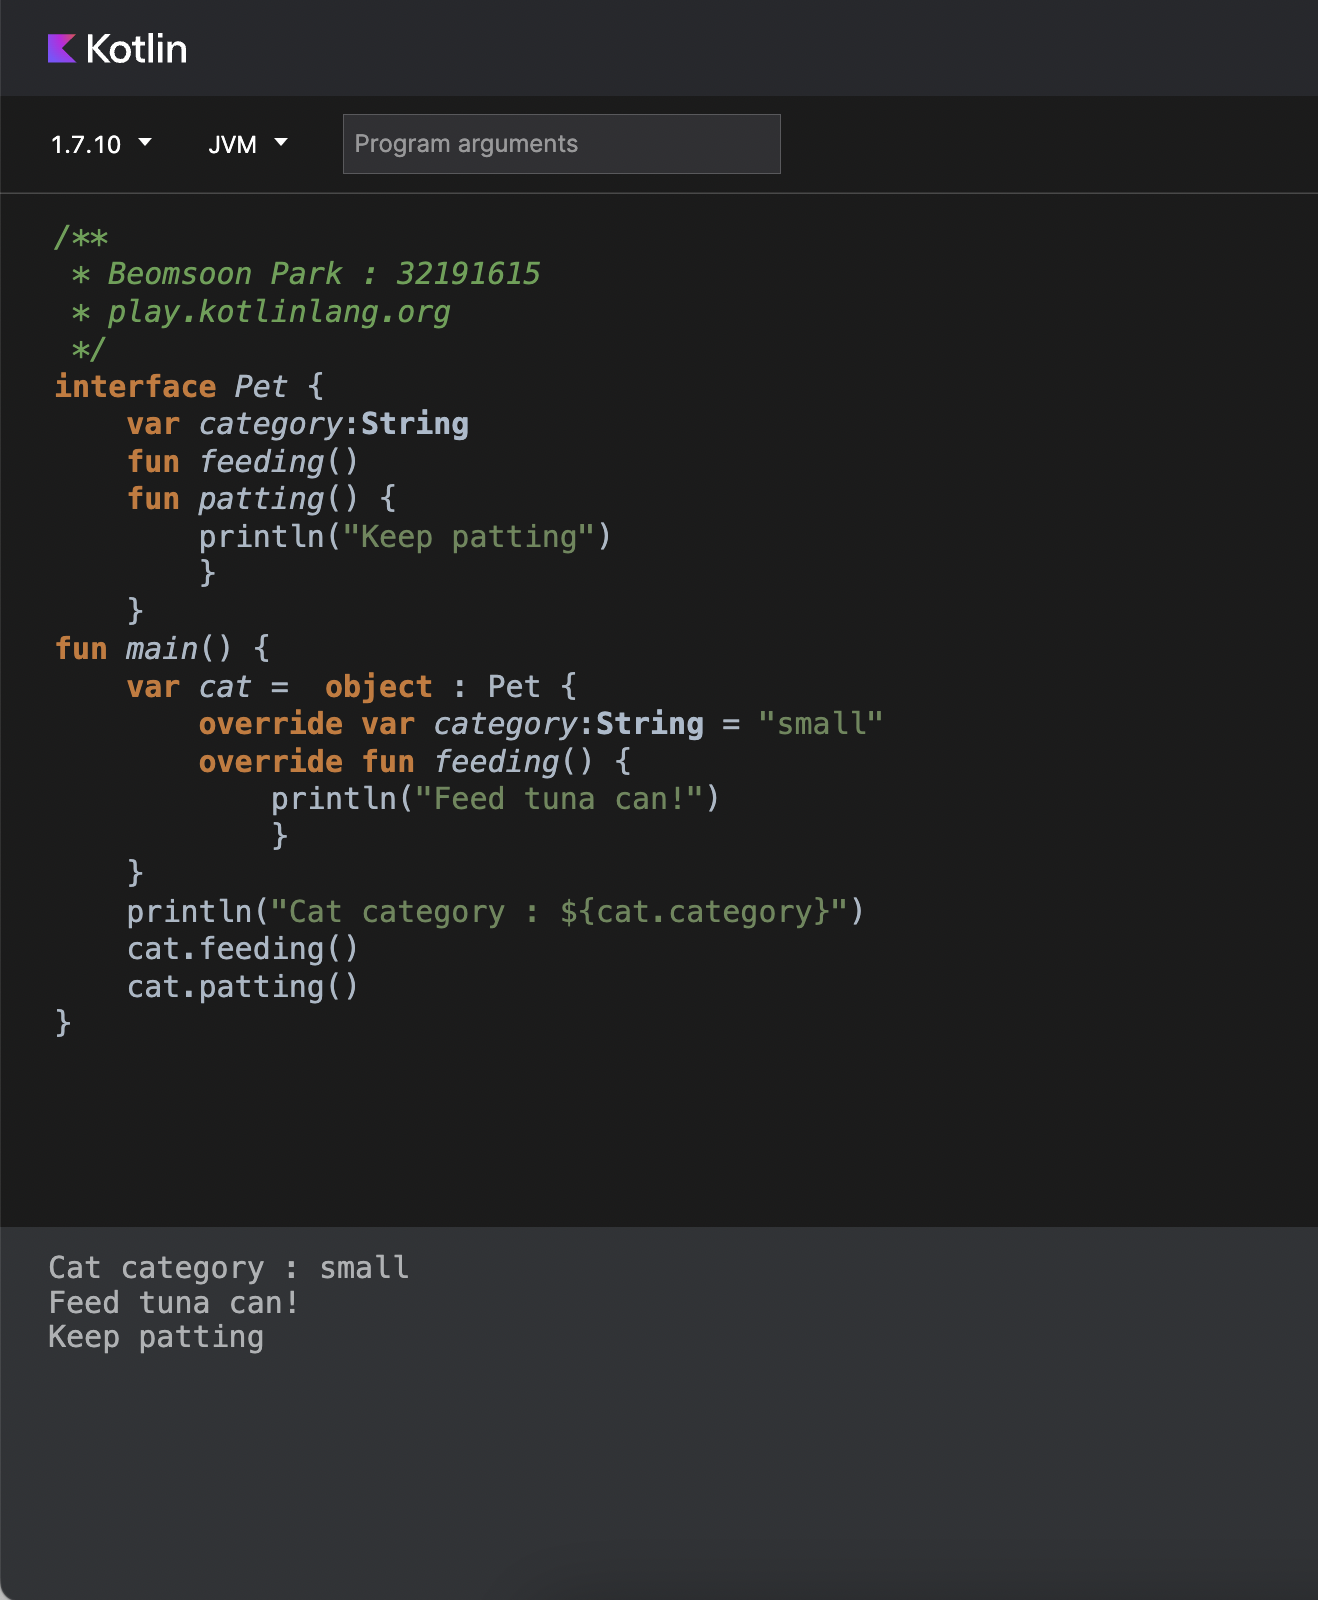 Kotlin
1.7.10 JVM Program arguments
/**
 * Beomsoon Park : 32191615
 * play.kotlinlang.org
 */
interface Pet {
    var category:String
    fun feeding()
    fun patting() {
        println("Keep patting")
        }
    }
fun main() {
    var cat =  object : Pet {
        override var category:String = "small"
        override fun feeding() {
            println("Feed tuna can!")
            }
    }
    println("Cat category : ${cat.category}")
    cat.feeding()
    cat.patting()
}
Cat category : small
Feed tuna can!
Keep patting